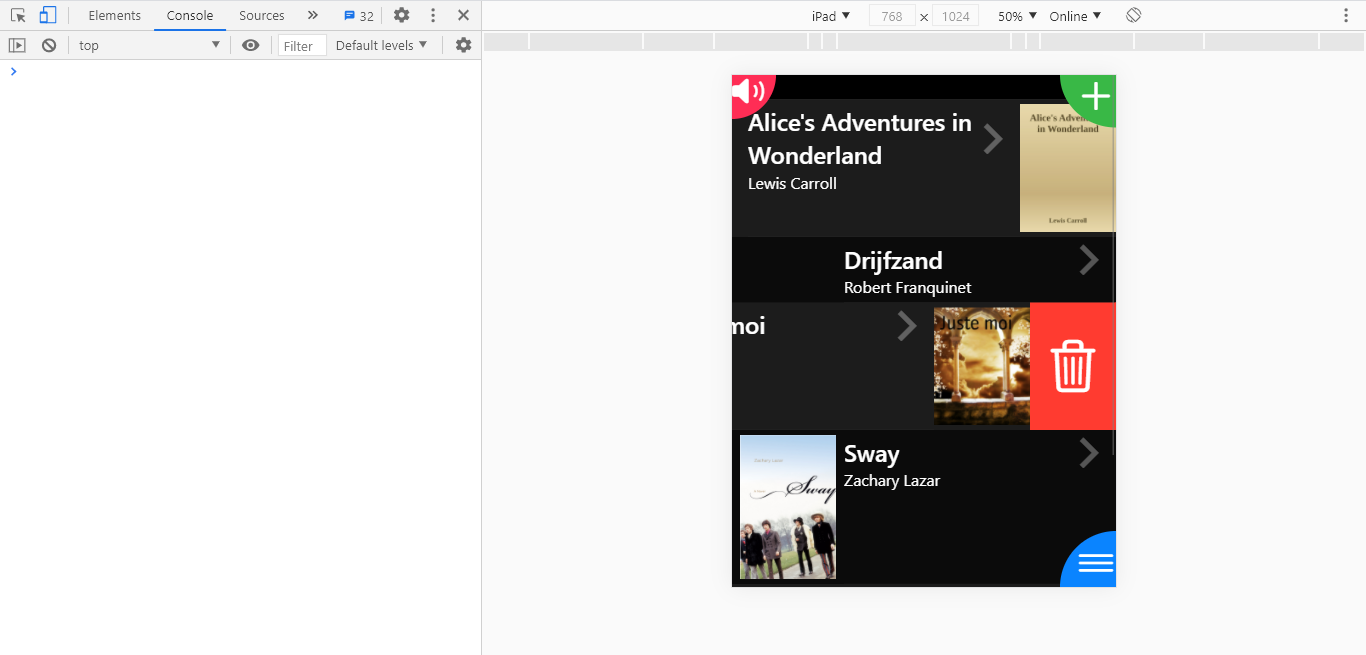 Elements Console Sources » 32
top Filter Default levels
iPad 768 × 1024 50% Online
Alice's Adventures in
Wonderland
Lewis Carroll
Alice's Adven
in Wonderland
Lewis Carroll
Drijfzand
Robert Franquinet
moi
Juste moi
Sway
Zachary Lazar
Zachary Lazar
Sway